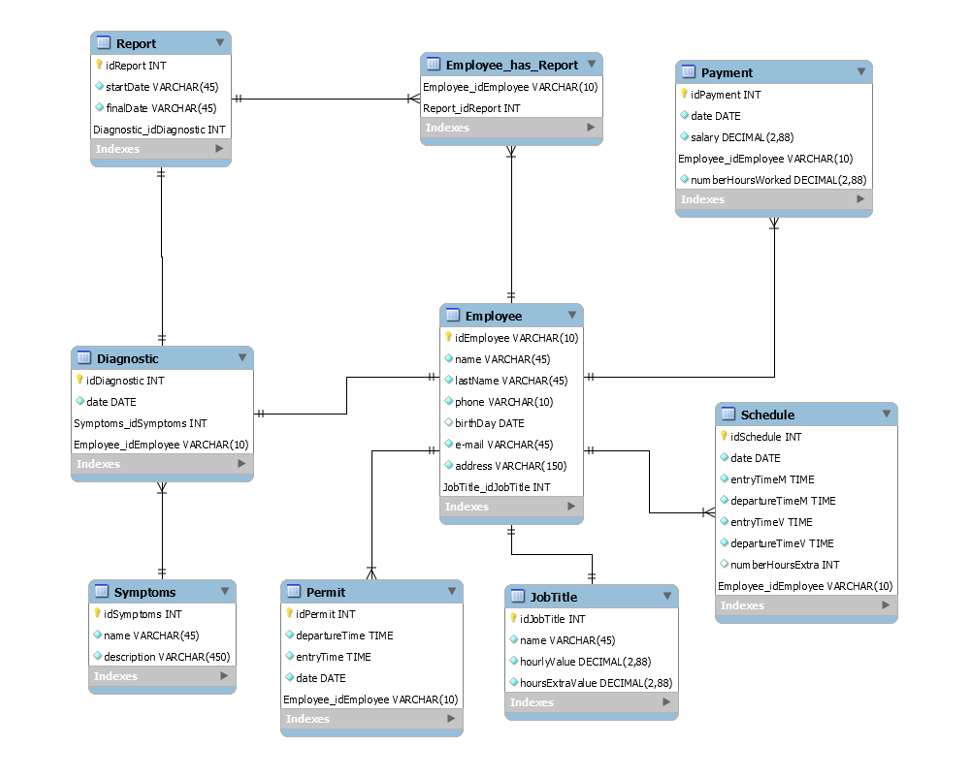 Report
idReport INT
startDate VARCHAR(45)
finalDate VARCHAR(45)
Diagnostic_idDiagnostic INT
Indexes
Employee_has_Report
Employee_idEmployee VARCHAR(10)
Report_idReport INT
Indexes
Payment
idPayment INT
date DATE
salary DECIMAL(2,88)
Employee_idEmployee VARCHAR(10)
numberHoursWorked DECIMAL(2,88)
Indexes
Employee
idEmployee VARCHAR(10)
name VARCHAR(45)
lastName VARCHAR(45)
phone VARCHAR(10)
birthDay DATE
e-mail VARCHAR(45)
address VARCHAR(150)
JobTitle_idJobTitle INT
Indexes
Diagnostic
idDiagnostic INT
date DATE
Symptoms_idSymptoms INT
Employee_idEmployee VARCHAR(10)
Indexes
Schedule
idSchedule INT
date DATE
entryTimeM TIME
departureTimeM TIME
entryTimeV TIME
departureTimeV TIME
numberHoursExtra INT
Employee_idEmployee VARCHAR(10)
Indexes
Symptoms
idSymptoms INT
name VARCHAR(45)
description VARCHAR(450)
Indexes
Permit
idPermit INT
departureTime TIME
entryTime TIME
date DATE
Employee_idEmployee VARCHAR(10)
Indexes
JobTitle
idJobTitle INT
name VARCHAR(45)
hourlyValue DECIMAL(2,88)
hoursExtraValue DECIMAL(2,88)
Indexes